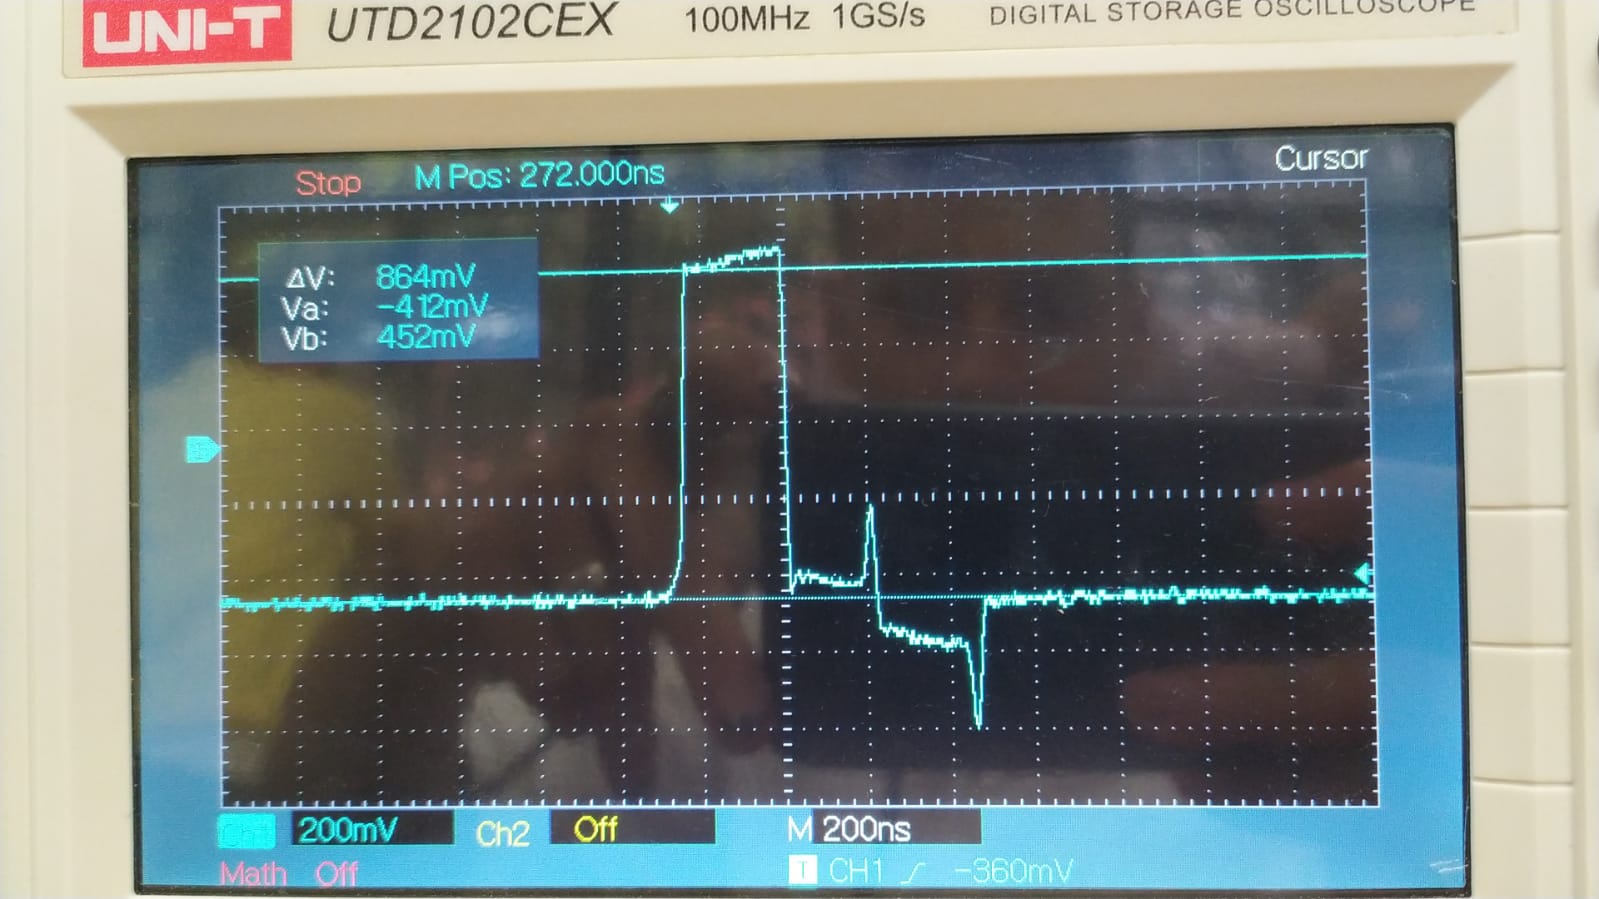 UNI-T UTD2102CEX 100MHz 1GS/s DIGITAL STORAGE OSCILLOSCOPE
Stop M Pos: 272.000ns Cursor
ΔV: 864mV
Va: -412mV
Vb: 452mV
Ch1 200mV Ch2 Off M 200ns
Math Off T CH1 -360mV